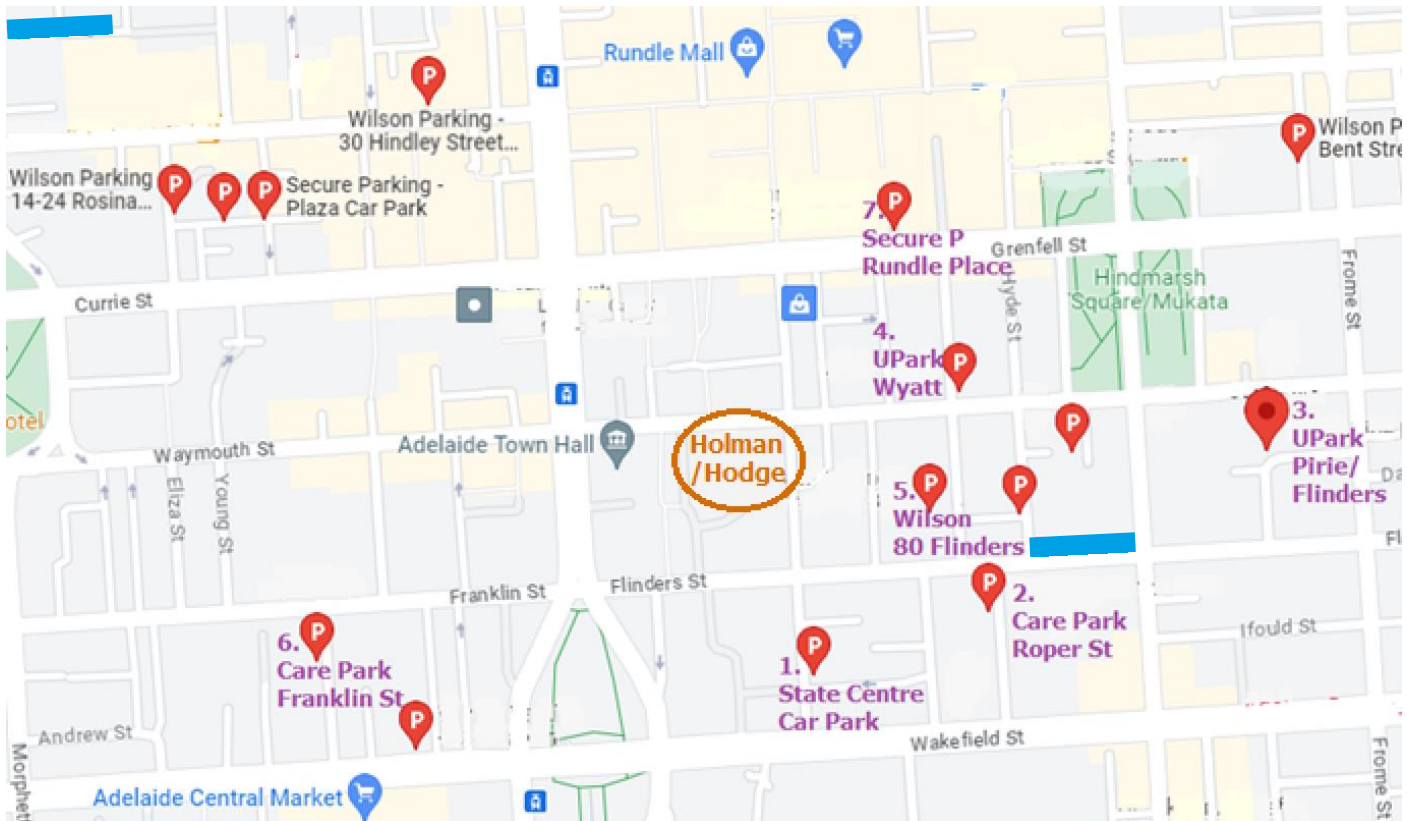 Rundle Mall
Wilson Parking -
30 Hindley Street...
Wilson P
Bent Stre
Wilson Parking
14-24 Rosina...
Secure Parking -
Plaza Car Park
7.
Secure P
Rundle Place
Grenfell St
Hindmarsh
Square/Mukata
Hyde St
Frome St
Currie St
4.
UPark
Wyatt
otel
Waymouth St
Adelaide Town Hall
Holman
/Hodge
3.
UPark
Pirie/
Flinders
Da
Eliza St
Young St
5.
Wilson
80 Flinders
Fl
Franklin St
Flinders St
2.
Care Park
Roper St
Ifould St
6.
Care Park
Franklin St
1.
State Centre
Car Park
Andrew St
Wakefield St
Morphet
Frome St
Adelaide Central Market